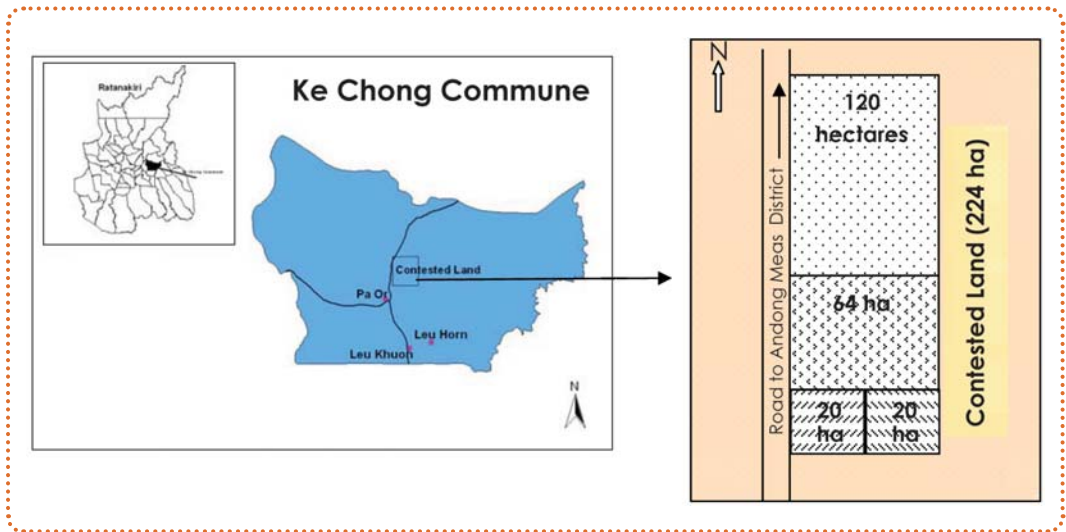 Ratanakiri
Ke Chong Commune
Contested Land
Pa Or
Leu Horn
Leu Khuon
N
N
Road to Andong Meas District
120
hectares
64 ha
20
ha
20
ha
Contested Land (224 ha)